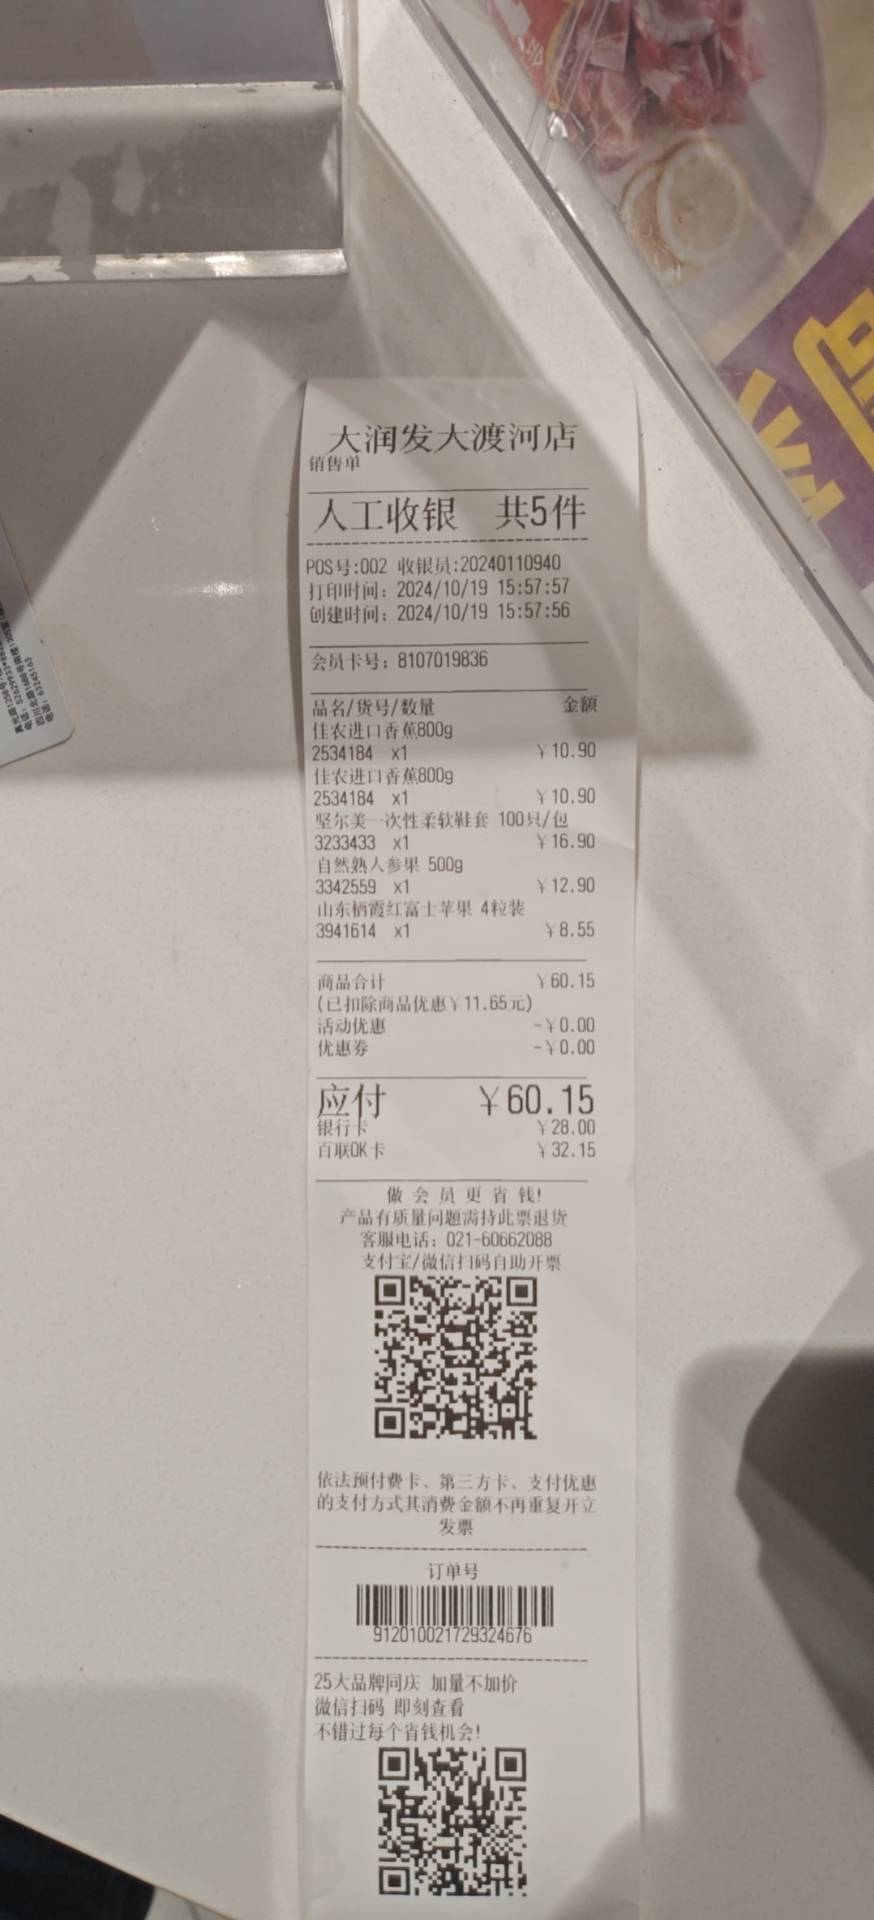 大润发大渡河店
销售单
人工收银 共5件
POS号:002 收银员:20240110940
打印时间：2024/10/19 15:57:57
创建时间：2024/10/19 15:57:56
会员卡号：8107019836
品名/货号/数量 金额
佳农进口香蕉800g
2534184 x1 ￥10.90
佳农进口香蕉800g
2534184 x1 ￥10.90
坚尔美一次性柔软鞋套 100只/包
3233433 x1 ￥16.90
自然熟人参果 500g
3342559 x1 ￥12.90
山东栖霞红富士苹果 4粒装
3941614 x1 ￥8.55
商品合计 ￥60.15
(已扣除商品优惠￥11.65元)
活动优惠 -￥0.00
优惠券 -￥0.00
应付 ￥60.15
银行卡 ￥28.00
百联OK卡 ￥32.15
做会员更省钱!
产品有质量问题需持此票退货
客服电话：021-60662088
支付宝/微信扫码自助开票
依法预付费卡、第三方卡、支付优惠
的支付方式其消费金额不再重复开立
发票
订单号
912010021729324676
25大品牌同庆 加量不加价
微信扫码 即刻查看
不错过每个省钱机会!